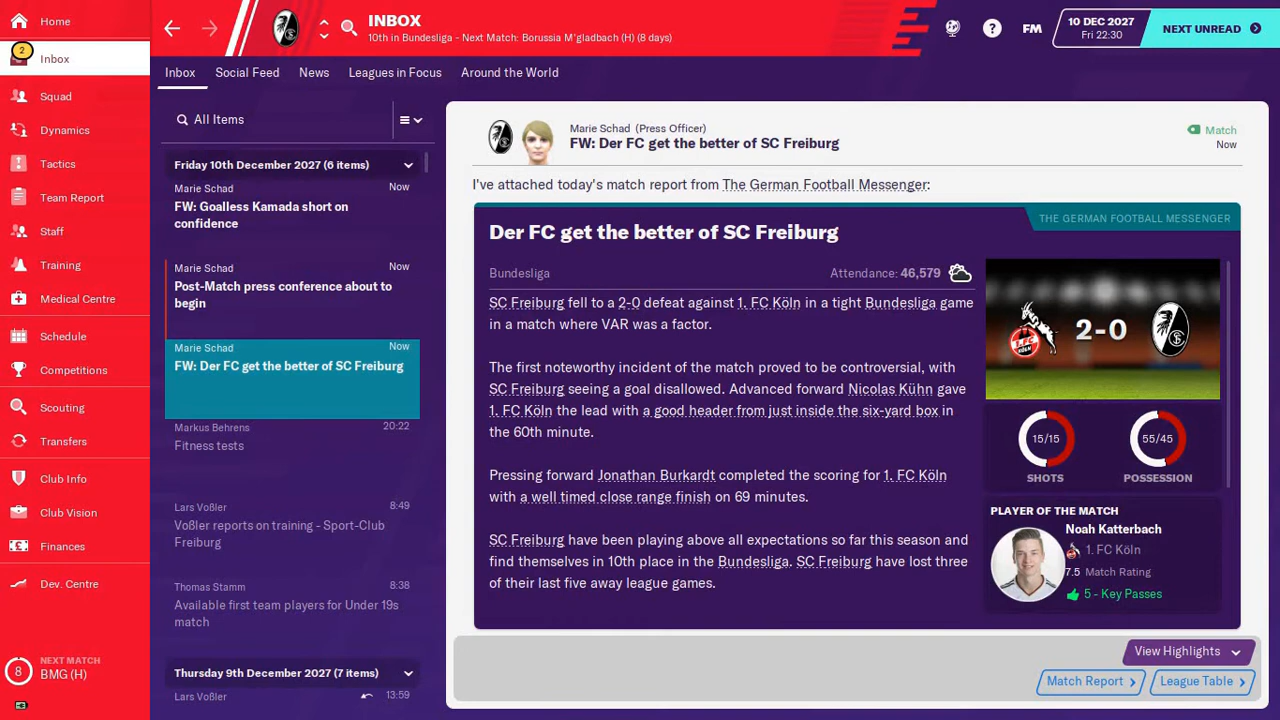 Home
2
Inbox
Squad
Dynamics
Tactics
Team Report
Staff
Training
Medical Centre
Schedule
Competitions
Scouting
Transfers
Club Info
Club Vision
Finances
Dev. Centre
8
NEXT MATCH
BMG (H)
INBOX
10th in Bundesliga - Next Match: Borussia M'gladbach (H) (8 days)
?
FM
10 DEC 2027
Fri 22:30
NEXT UNREAD
Inbox
Social Feed
News
Leagues in Focus
Around the World
All Items
Friday 10th December 2027 (6 items)
Marie Schad
Now
FW: Goalless Kamada short on
confidence
Marie Schad
Now
Post-Match press conference about to
begin
Marie Schad
Now
FW: Der FC get the better of SC Freiburg
Markus Behrens
20:22
Fitness tests
Lars Voßler
8:49
Voßler reports on training - Sport-Club
Freiburg
Thomas Stamm
8:38
Available first team players for Under 19s
match
Thursday 9th December 2027 (7 items)
Lars Voßler
13:59
Marie Schad (Press Officer)
FW: Der FC get the better of SC Freiburg
Match
Now
I've attached today's match report from The German Football Messenger:
THE GERMAN FOOTBALL MESSENGER
Der FC get the better of SC Freiburg
Bundesliga
Attendance: 46,579
SC Freiburg fell to a 2-0 defeat against 1. FC Köln in a tight Bundesliga game
in a match where VAR was a factor.
The first noteworthy incident of the match proved to be controversial, with
SC Freiburg seeing a goal disallowed. Advanced forward Nicolas Kühn gave
1. FC Köln the lead with a good header from just inside the six-yard box in
the 60th minute.
Pressing forward Jonathan Burkardt completed the scoring for 1. FC Köln
with a well timed close range finish on 69 minutes.
SC Freiburg have been playing above all expectations so far this season and
find themselves in 10th place in the Bundesliga. SC Freiburg have lost three
of their last five away league games.
2-0
15/15
SHOTS
55/45
POSSESSION
PLAYER OF THE MATCH
Noah Katterbach
1. FC Köln
7.5 Match Rating
5 - Key Passes
View Highlights
Match Report
League Table